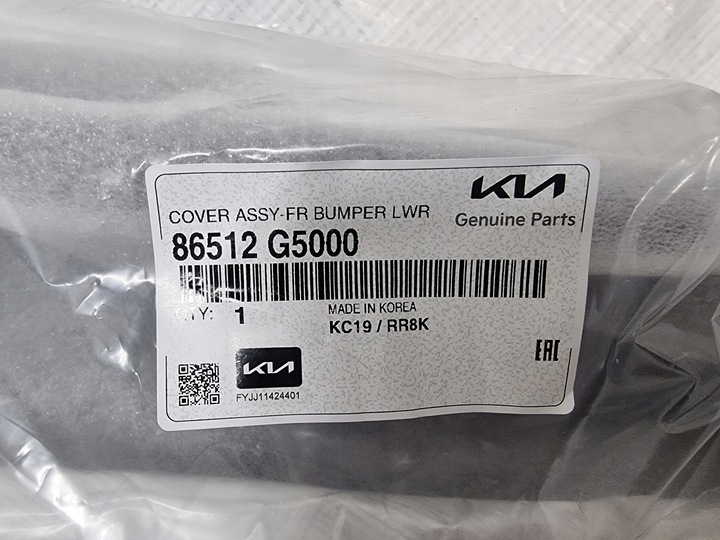 KIA
COVER ASSY-FR BUMPER LWR
Genuine Parts
86512 G5000
QTY: 1
MADE IN KOREA
KC19 / RR8K
EAC
KIA
FYJJ11424401